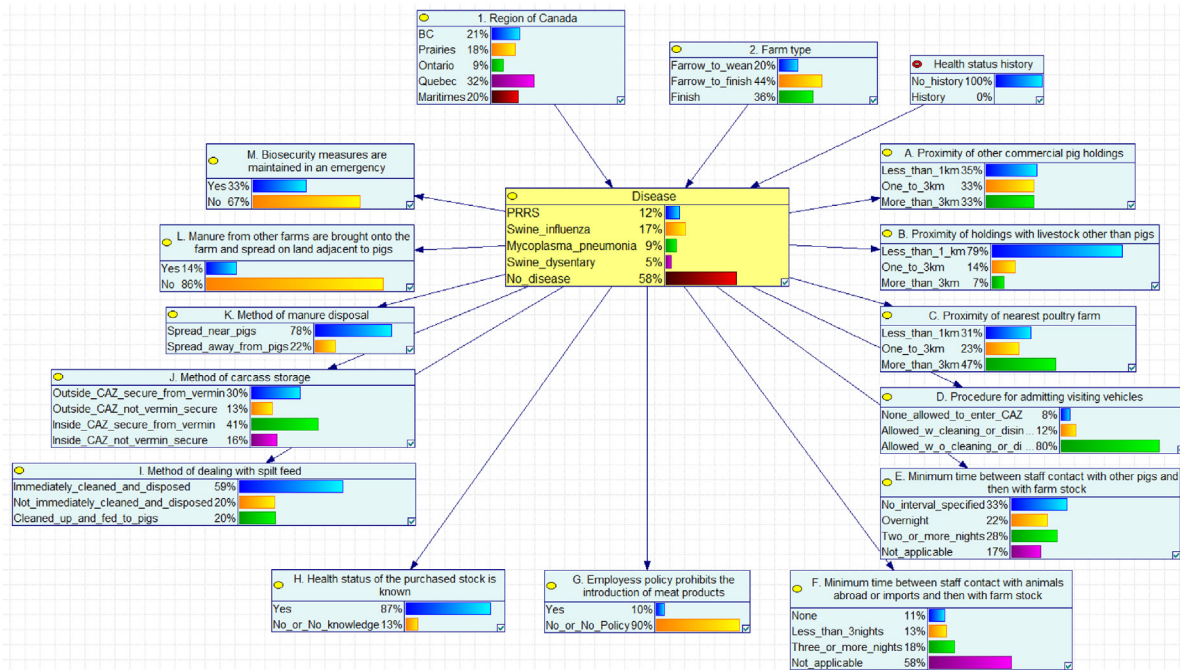 1. Region of Canada
BC 21%
Prairies 18%
Ontario 9%
Quebec 32%
Maritimes 20%
2. Farm type
Farrow_to_wean 20%
Farrow_to_finish 44%
Finish 36%
Health status history
No_history 100%
History 0%
M. Biosecurity measures are
maintained in an emergency
Yes 33%
No 67%
A. Proximity of other commercial pig holdings
Less_than_1km 35%
One_to_3km 33%
More_than_3km 33%
Disease
PRRS 12%
Swine_influenza 17%
Mycoplasma_pneumonia 9%
Swine_dysentary 5%
No_disease 58%
L. Manure from other farms are brought onto the
farm and spread on land adjacent to pigs
Yes 14%
No 86%
B. Proximity of holdings with livestock other than pigs
Less_than_1_km 79%
One_to_3km 14%
More_than_3km 7%
K. Method of manure disposal
Spread_near_pigs 78%
Spread_away_from_pigs 22%
C. Proximity of nearest poultry farm
Less_than_1km 31%
One_to_3km 23%
More_than_3km 47%
J. Method of carcass storage
Outside_CAZ_secure_from_vermin 30%
Outside_CAZ_not_vermin_secure 13%
Inside_CAZ_secure_from_vermin 41%
Inside_CAZ_not_vermin_secure 16%
D. Procedure for admitting visiting vehicles
None_allowed_to_enter_CAZ 8%
Allowed_w_cleaning_or_disin ... 12%
Allowed_w_o_cleaning_or_di ... 80%
I. Method of dealing with spilt feed
Immediately_cleaned_and_disposed 59%
Not_immediately_cleaned_and_disposed 20%
Cleaned_up_and_fed_to_pigs 20%
E. Minimum time between staff contact with other pigs and
then with farm stock
No_interval_specified 33%
Overnight 22%
Two_or_more_nights 28%
Not_applicable 17%
H. Health status of the purchased stock is
known
Yes 87%
No_or_No_knowledge 13%
G. Employess policy prohibits the
introduction of meat products
Yes 10%
No_or_No_Policy 90%
F. Minimum time between staff contact with animals
abroad or imports and then with farm stock
None 11%
Less_than_3nights 13%
Three_or_more_nights 18%
Not_applicable 58%